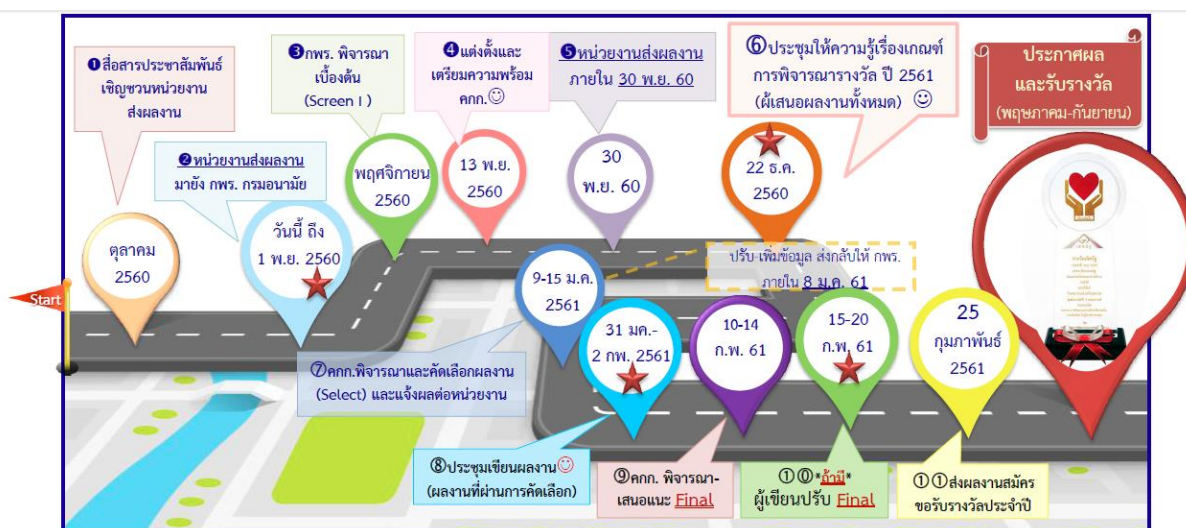 ❶สื่อสารประชาสัมพันธ์
เชิญชวนหน่วยงาน
ส่งผลงาน
ตุลาคม
2560
Start
❷หน่วยงานส่งผลงาน
มายัง กพร. กรมอนามัย
วันนี้ ถึง
1 พ.ย. 2560
❸กพร. พิจารณา
เบื้องต้น
(Screen I )
พฤศจิกายน
2560
❹แต่งตั้งและ
เตรียมความพร้อม
คกก.☺
13 พ.ย.
2560
❺หน่วยงานส่งผลงาน
ภายใน 30 พ.ย. 60
30
พ.ย. 60
⑥ประชุมให้ความรู้เรื่องเกณฑ์
การพิจารณารางวัล ปี 2561
(ผู้เสนอผลงานทั้งหมด) ☺
22 ธ.ค.
2560
ปรับ-เพิ่มข้อมูล ส่งกลับให้ กพร.
ภายใน 8 ม.ค. 61
9-15 ม.ค.
2561
⑦คกก.พิจารณาและคัดเลือกผลงาน
(Select) และแจ้งผลต่อหน่วยงาน
31 มค.-
2 กพ. 2561
⑧ประชุมเขียนผลงาน☺
(ผลงานที่ผ่านการคัดเลือก)
10-14
ก.พ. 61
⑨คกก. พิจารณา-
เสนอแนะ Final
15-20
ก.พ. 61
①⓪*ถ้ามี*
ผู้เขียนปรับ Final
25
กุมภาพันธ์
2561
①①ส่งผลงานสมัคร
ขอรับรางวัลประจำปี
ประกาศผล
และรับรางวัล
(พฤษภาคม-กันยายน)